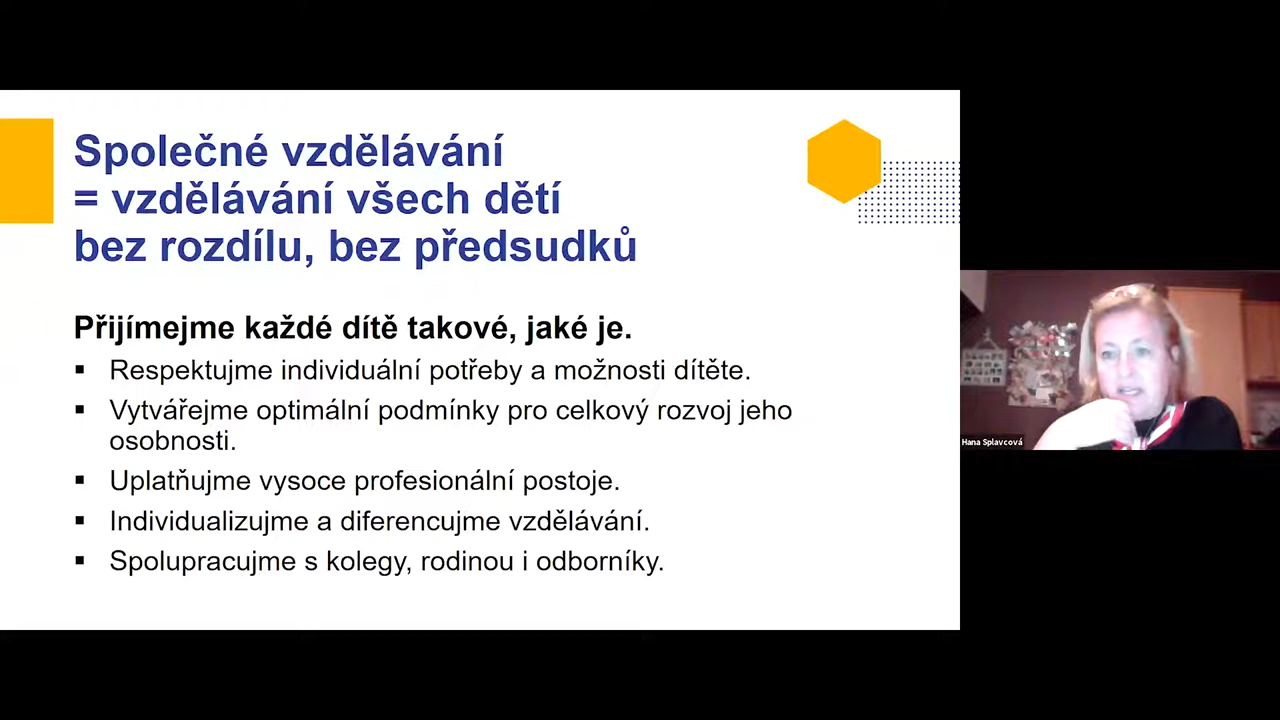 Společné vzdělávání
= vzdělávání všech dětí
bez rozdílu, bez předsudků
Přijímejme každé dítě takové, jaké je.
▪ Respektujme individuální potřeby a možnosti dítěte.
▪ Vytvářejme optimální podmínky pro celkový rozvoj jeho
osobnosti.
▪ Uplatňujme vysoce profesionální postoje.
▪ Individualizujme a diferencujme vzdělávání.
▪ Spolupracujme s kolegy, rodinou i odborníky.
Hana Splavcová